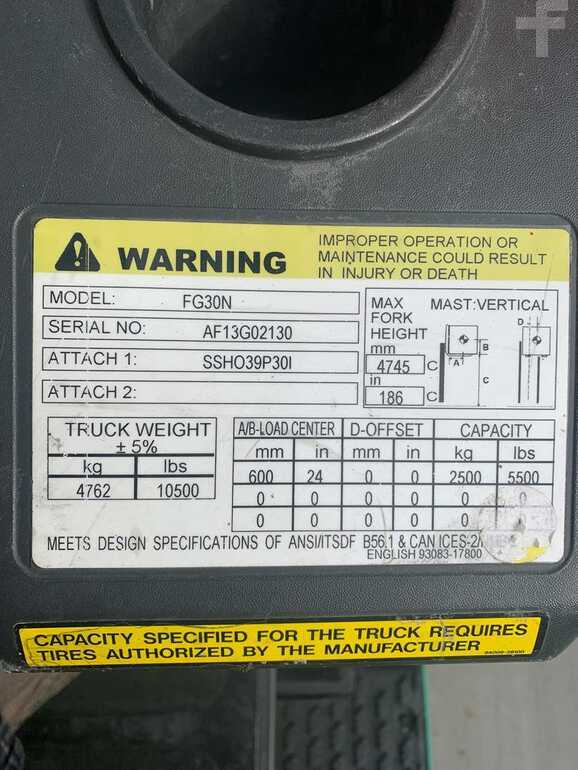 WARNING
IMPROPER OPERATION OR
MAINTENANCE COULD RESULT
IN INJURY OR DEATH
MODEL: FG30N
SERIAL NO: AF13G02130
ATTACH 1: SSHO39P30I
ATTACH 2:
MAX FORK HEIGHT
MAST:VERTICAL
mm
4745 C
in
186 C
A
B
C
D
TRUCK WEIGHT
± 5%
kg lbs
4762 10500
A/B-LOAD CENTER D-OFFSET CAPACITY
mm in mm in kg lbs
600 24 0 0 2500 5500
0 0 0 0 0 0
0 0 0 0 0 0
MEETS DESIGN SPECIFICATIONS OF ANSI/ITSDF B56.1 & CAN ICES-2/
ENGLISH 93083-17800
CAPACITY SPECIFIED FOR THE TRUCK REQUIRES
TIRES AUTHORIZED BY THE MANUFACTURER